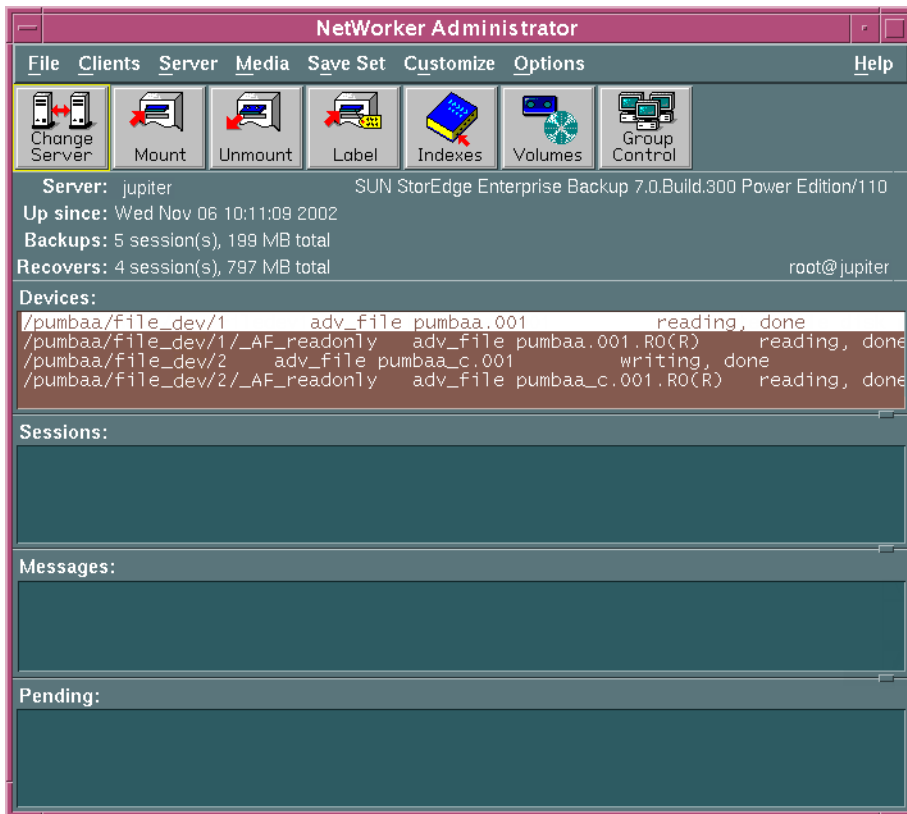 NetWorker Administrator
File Clients Server Media Save Set Customize Options Help
Change Server
Mount
Unmount
Label
Indexes
Volumes
Group Control
Server: jupiter SUN StorEdge Enterprise Backup 7.0.Build.300 Power Edition/110
Up since: Wed Nov 06 10:11:09 2002
Backups: 5 session(s), 199 MB total
Recovers: 4 session(s), 797 MB total root@jupiter
Devices:
/pumbaa/file_dev/1 adv_file pumbaa.001 reading, done
/pumbaa/file_dev/1/_AF_readonly adv_file pumbaa.001.RO(R) reading, done
/pumbaa/file_dev/2 adv_file pumbaa_c.001 writing, done
/pumbaa/file_dev/2/_AF_readonly adv_file pumbaa_c.001.RO(R) reading, done
Sessions:
Messages:
Pending: